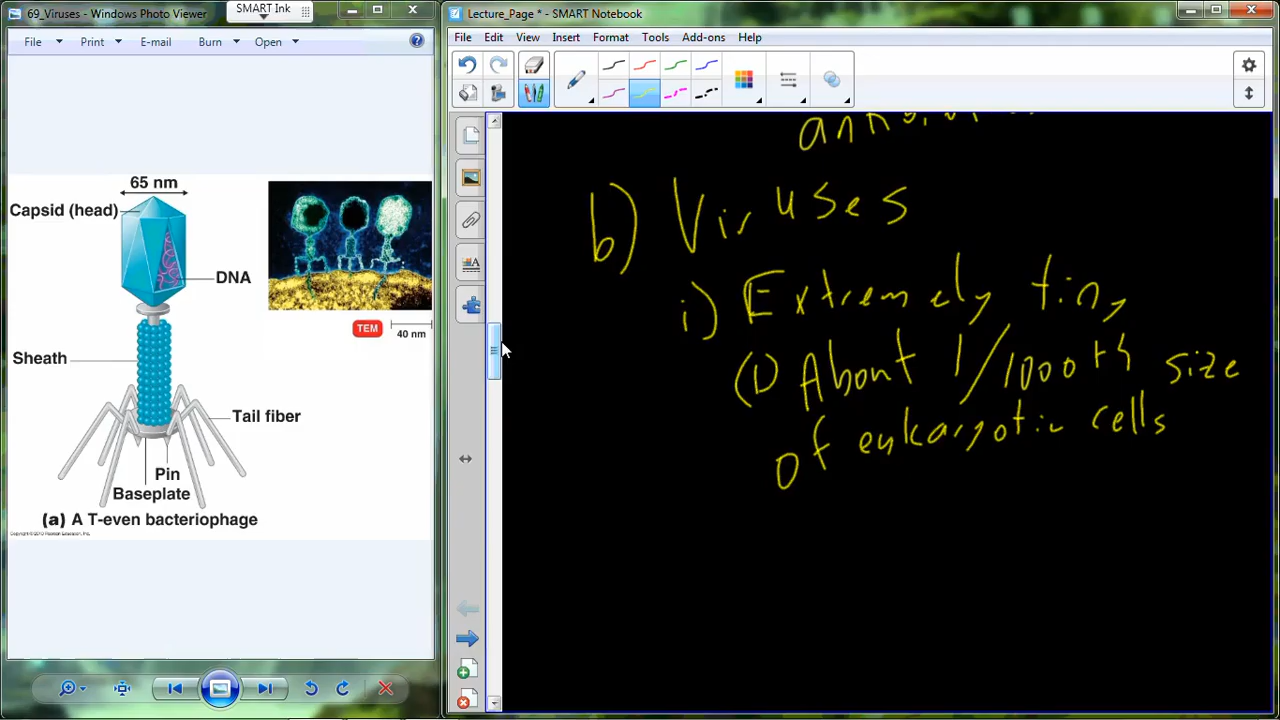 69_Viruses - Windows Photo Viewer
SMART Ink
File Print E-mail Burn Open
65 nm
Capsid (head)
DNA
TEM
40 nm
Sheath
Tail fiber
Pin
Baseplate
(a) A T-even bacteriophage
Lecture_Page * - SMART Notebook
File Edit View Insert Format Tools Add-ons Help
b) Viruses
i) Extremely tiny
(1) About 1/1000th size
of eukaryotic cells